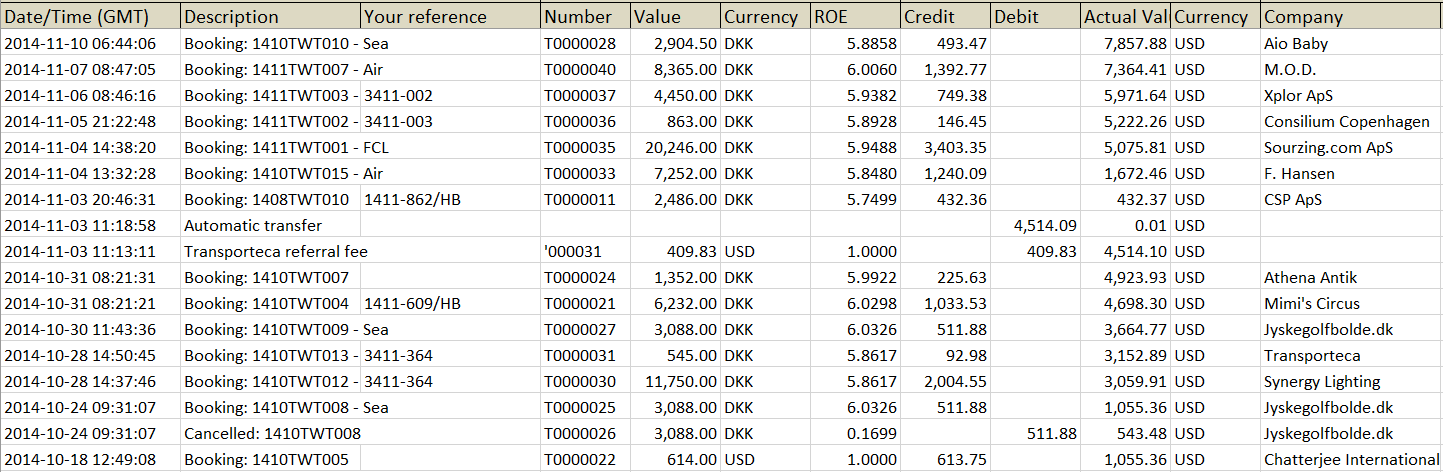 Date/Time (GMT) Description Your reference Number Value Currency ROE Credit Debit Actual Val Currency Company
2014-11-10 06:44:06 Booking: 1410TWT010 - Sea T0000028 2,904.50 DKK 5.8858 493.47 7,857.88 USD Aio Baby
2014-11-07 08:47:05 Booking: 1411TWT007 - Air T0000040 8,365.00 DKK 6.0060 1,392.77 7,364.41 USD M.O.D.
2014-11-06 08:46:16 Booking: 1411TWT003 - 3411-002 T0000037 4,450.00 DKK 5.9382 749.38 5,971.64 USD Xplor ApS
2014-11-05 21:22:48 Booking: 1411TWT002 - 3411-003 T0000036 863.00 DKK 5.8928 146.45 5,222.26 USD Consilium Copenhagen
2014-11-04 14:38:20 Booking: 1411TWT001 - FCL T0000035 20,246.00 DKK 5.9488 3,403.35 5,075.81 USD Sourzing.com ApS
2014-11-04 13:32:28 Booking: 1410TWT015 - Air T0000033 7,252.00 DKK 5.8480 1,240.09 1,672.46 USD F. Hansen
2014-11-03 20:46:31 Booking: 1408TWT010 1411-862/HB T0000011 2,486.00 DKK 5.7499 432.36 432.37 USD CSP ApS
2014-11-03 11:18:58 Automatic transfer 4,514.09 0.01 USD
2014-11-03 11:13:11 Transporteca referral fee '000031 409.83 USD 1.0000 409.83 4,514.10 USD
2014-10-31 08:21:31 Booking: 1410TWT007 T0000024 1,352.00 DKK 5.9922 225.63 4,923.93 USD Athena Antik
2014-10-31 08:21:21 Booking: 1410TWT004 1411-609/HB T0000021 6,232.00 DKK 6.0298 1,033.53 4,698.30 USD Mimi's Circus
2014-10-30 11:43:36 Booking: 1410TWT009 - Sea T0000027 3,088.00 DKK 6.0326 511.88 3,664.77 USD Jyskegolfbolde.dk
2014-10-28 14:50:45 Booking: 1410TWT013 - 3411-364 T0000031 545.00 DKK 5.8617 92.98 3,152.89 USD Transporteca
2014-10-28 14:37:46 Booking: 1410TWT012 - 3411-364 T0000030 11,750.00 DKK 5.8617 2,004.55 3,059.91 USD Synergy Lighting
2014-10-24 09:31:07 Booking: 1410TWT008 - Sea T0000025 3,088.00 DKK 6.0326 511.88 1,055.36 USD Jyskegolfbolde.dk
2014-10-24 09:31:07 Cancelled: 1410TWT008 T0000026 3,088.00 DKK 0.1699 511.88 543.48 USD Jyskegolfbolde.dk
2014-10-18 12:49:08 Booking: 1410TWT005 T0000022 614.00 USD 1.0000 613.75 1,055.36 USD Chatterjee International